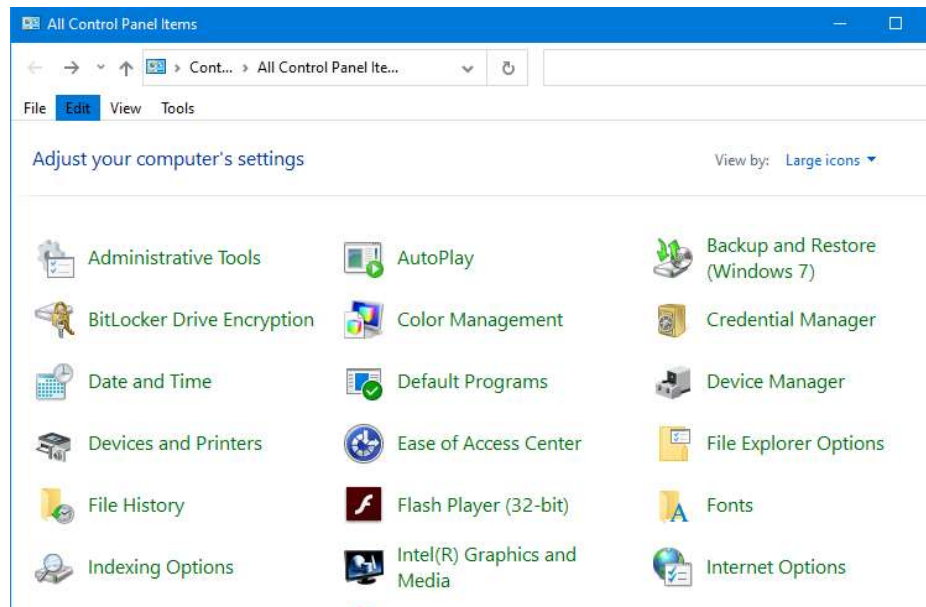 All Control Panel Items
Cont... › All Control Panel Ite...
File Edit View Tools
Adjust your computer's settings
View by: Large icons
Administrative Tools
AutoPlay
Backup and Restore
(Windows 7)
BitLocker Drive Encryption
Color Management
Credential Manager
Date and Time
Default Programs
Device Manager
Devices and Printers
Ease of Access Center
File Explorer Options
File History
Flash Player (32-bit)
Fonts
Indexing Options
Intel(R) Graphics and
Media
Internet Options